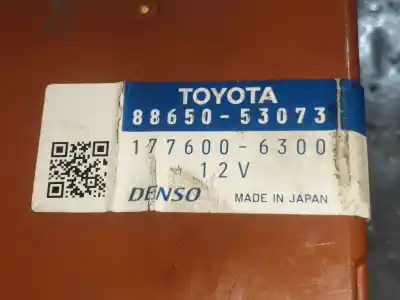 TOYOTA
88650-53073
177600-6300
12V
DENSO MADE IN JAPAN